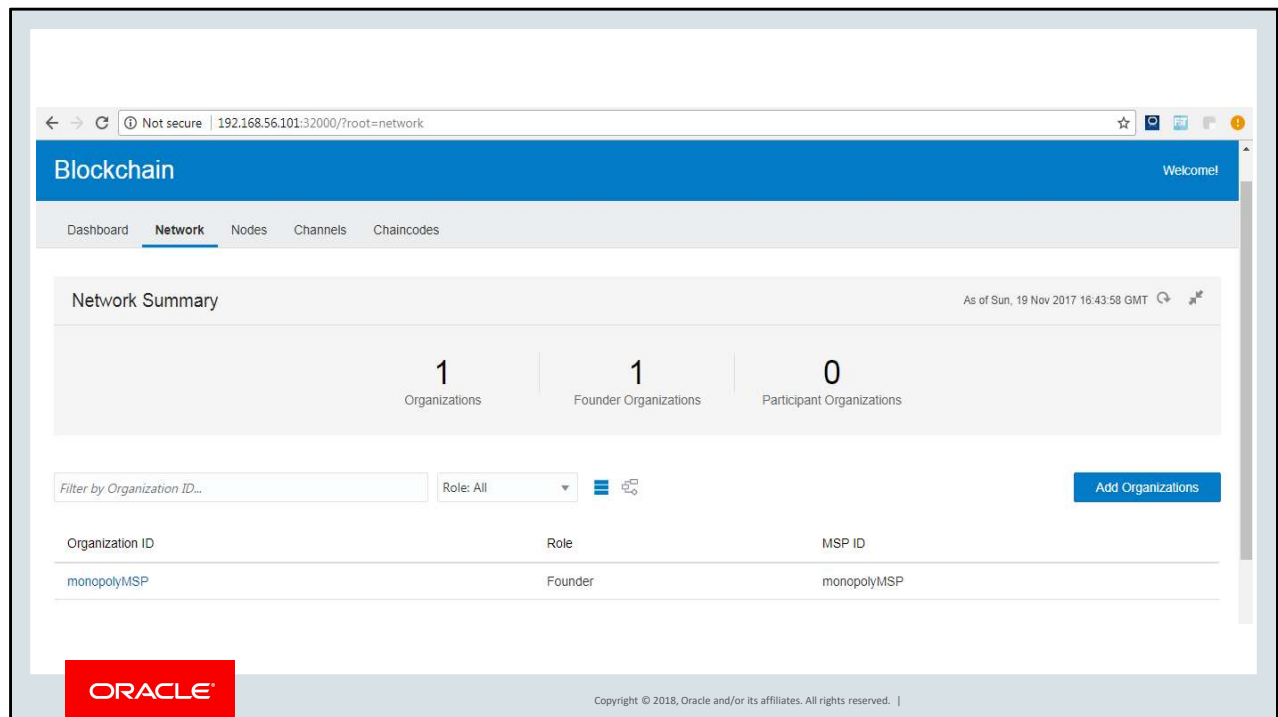 Not secure | 192.168.56.101:32000/?root=network
Blockchain
Welcome!
Dashboard Network Nodes Channels Chaincodes
Network Summary
As of Sun, 19 Nov 2017 16:43:58 GMT
1 1 0
Organizations Founder Organizations Participant Organizations
Filter by Organization ID...
Role: All
Add Organizations
Organization ID Role MSP ID
monopolyMSP Founder monopolyMSP
ORACLE®
Copyright © 2018, Oracle and/or its affiliates. All rights reserved. |